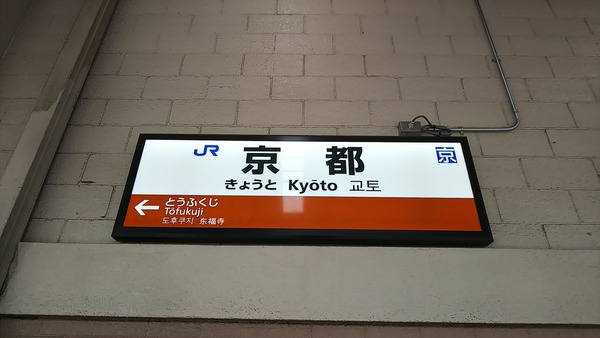 JR 京都 京
きょうと Kyōto 교토
とうふくじ
Tōfukuji
도후쿠지 东福寺